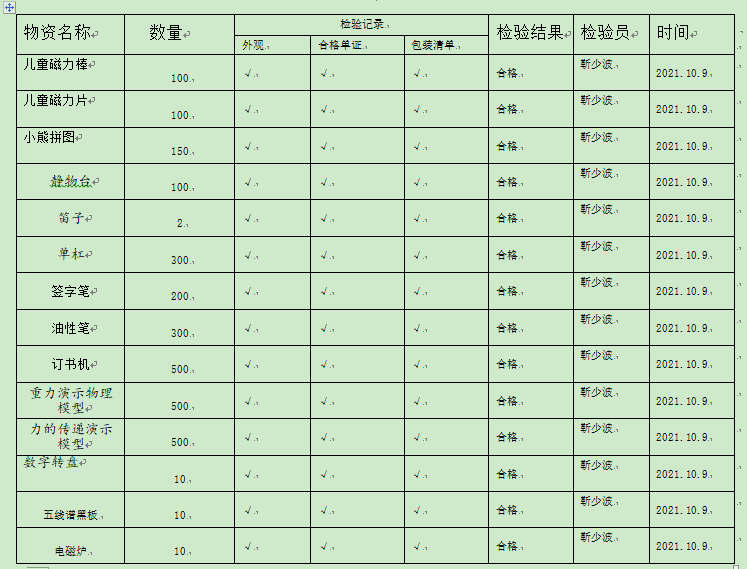 物资名称 数量 检验记录 检验结果 检验员 时间
外观 合格单证 包装清单
儿童磁力棒 100 √ √ √ 合格 靳少波 2021.10.9
儿童磁力片 100 √ √ √ 合格 靳少波 2021.10.9
小熊拼图 150 √ √ √ 合格 靳少波 2021.10.9
静物台 100 √ √ √ 合格 靳少波 2021.10.9
笛子 2 √ √ √ 合格 靳少波 2021.10.9
单杠 300 √ √ √ 合格 靳少波 2021.10.9
签字笔 200 √ √ √ 合格 靳少波 2021.10.9
油性笔 300 √ √ √ 合格 靳少波 2021.10.9
订书机 500 √ √ √ 合格 靳少波 2021.10.9
重力演示物理
模型 500 √ √ √ 合格 靳少波 2021.10.9
力的传递演示
模型 500 √ √ √ 合格 靳少波 2021.10.9
数字转盘 10 √ √ √ 合格 靳少波 2021.10.9
五线谱黑板 10 √ √ √ 合格 靳少波 2021.10.9
电磁炉 10 √ √ √ 合格 靳少波 2021.10.9